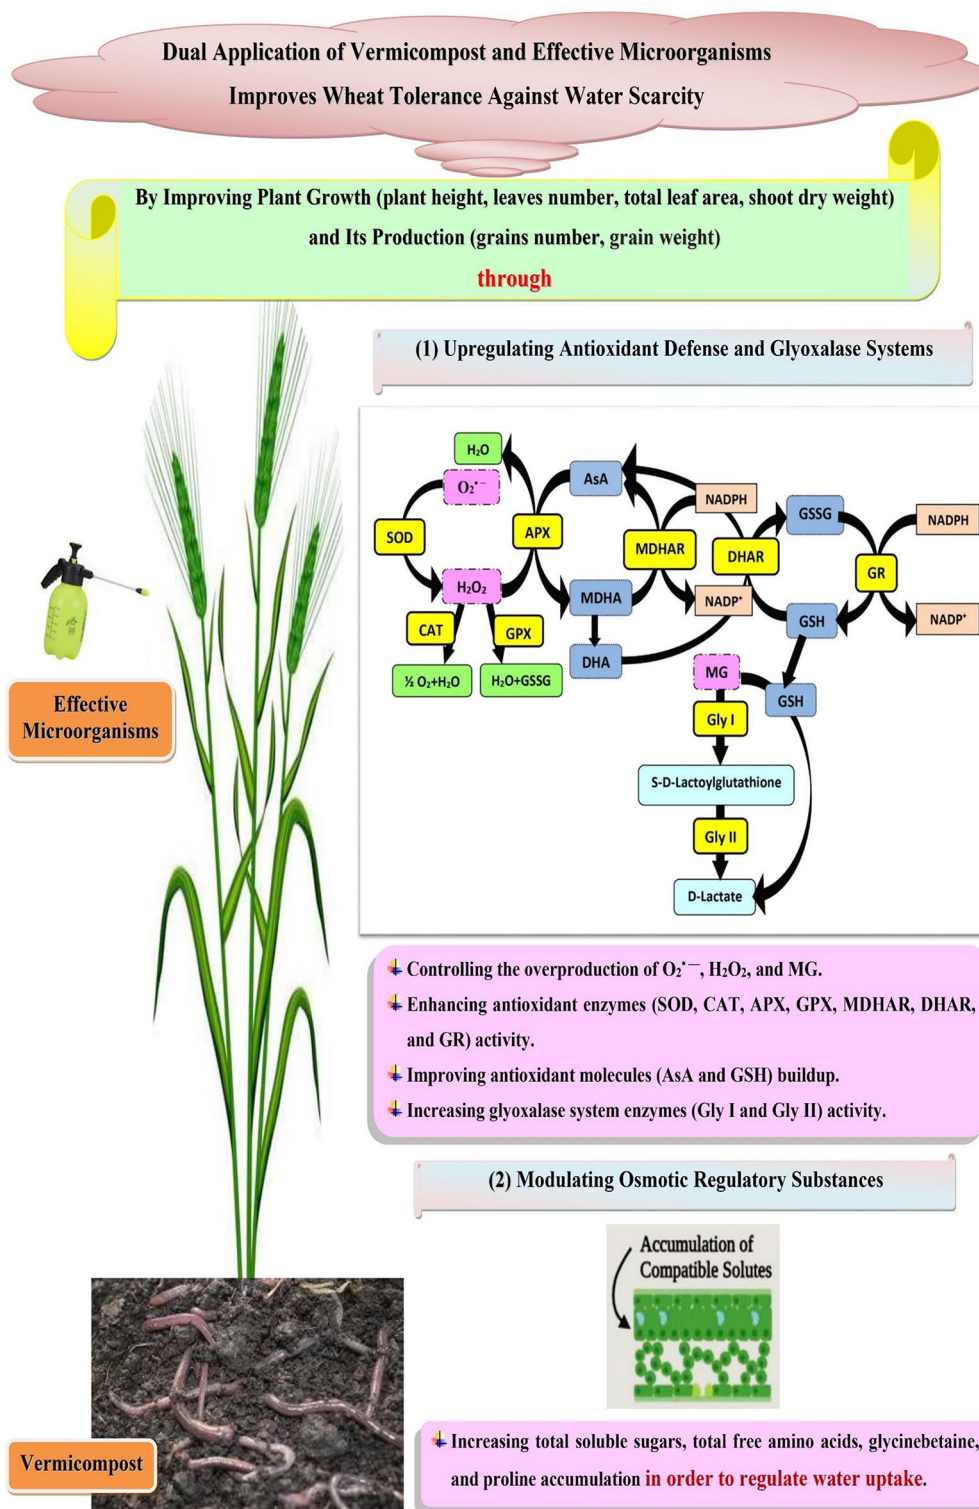 Dual Application of Vermicompost and Effective Microorganisms
Improves Wheat Tolerance Against Water Scarcity
By Improving Plant Growth (plant height, leaves number, total leaf area, shoot dry weight)
and Its Production (grains number, grain weight)
through
(1) Upregulating Antioxidant Defense and Glyoxalase Systems
H₂O
O₂•−
AsA
NADPH
GSSG
NADPH
SOD
APX
MDHAR
DHAR
GR
H₂O₂
MDHA
NADP⁺
GSH
NADP⁺
CAT
GPX
DHA
½ O₂+H₂O
H₂O+GSSG
MG
GSH
Gly I
S-D-Lactoylglutathione
Gly II
D-Lactate
Effective
Microorganisms
Controlling the overproduction of O₂•−, H₂O₂, and MG.
Enhancing antioxidant enzymes (SOD, CAT, APX, GPX, MDHAR, DHAR,
and GR) activity.
Improving antioxidant molecules (AsA and GSH) buildup.
Increasing glyoxalase system enzymes (Gly I and Gly II) activity.
(2) Modulating Osmotic Regulatory Substances
Accumulation of
Compatible Solutes
Vermicompost
Increasing total soluble sugars, total free amino acids, glycinebetaine,
and proline accumulation in order to regulate water uptake.